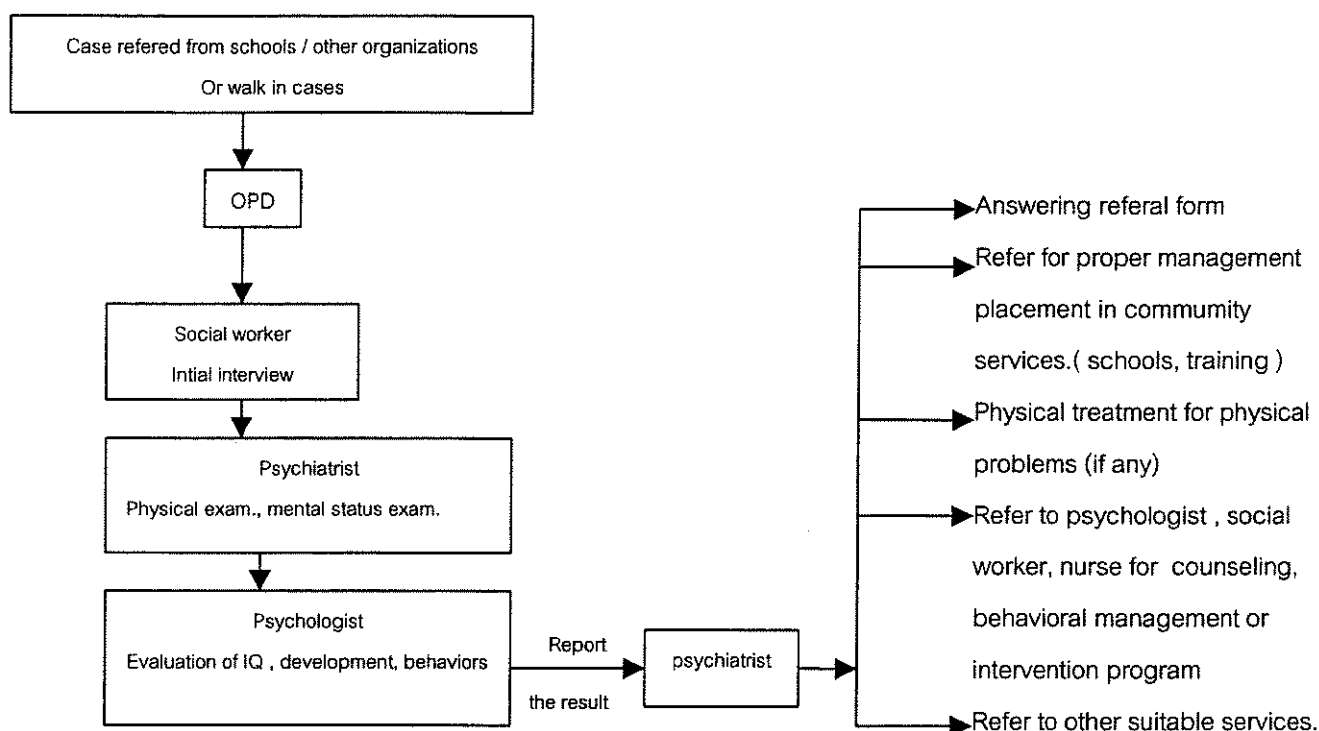 Case refered from schools / other organizations
Or walk in cases
OPD
Social worker
Intial interview
Psychiatrist
Physical exam., mental status exam.
Psychologist
Evaluation of IQ , development, behaviors
Report
the result
psychiatrist
Answering referal form
Refer for proper management
placement in commumity
services.( schools, training )
Physical treatment for physical
problems (if any)
Refer to psychologist , social
worker, nurse for counseling,
behavioral management or
intervention program
Refer to other suitable services.